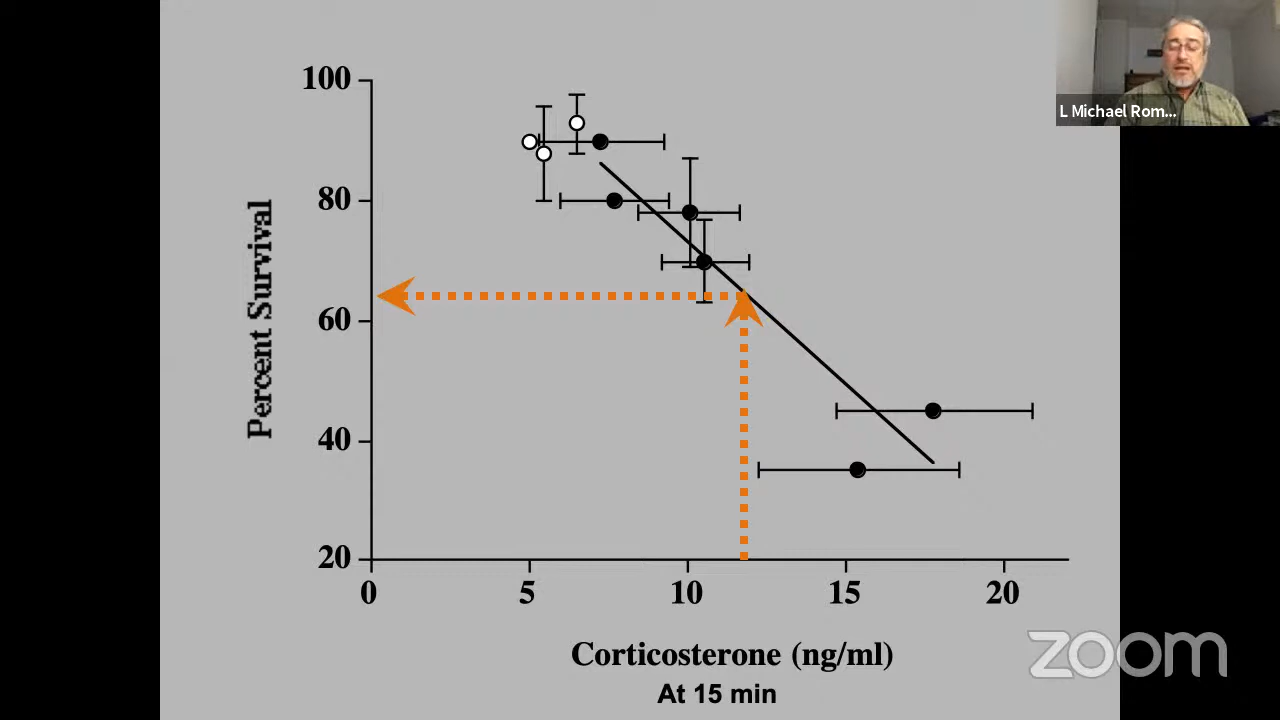 100
80
60
40
20
Percent Survival
0 5 10 15 20
Corticosterone (ng/ml)
At 15 min
L Michael Rom...
zoom